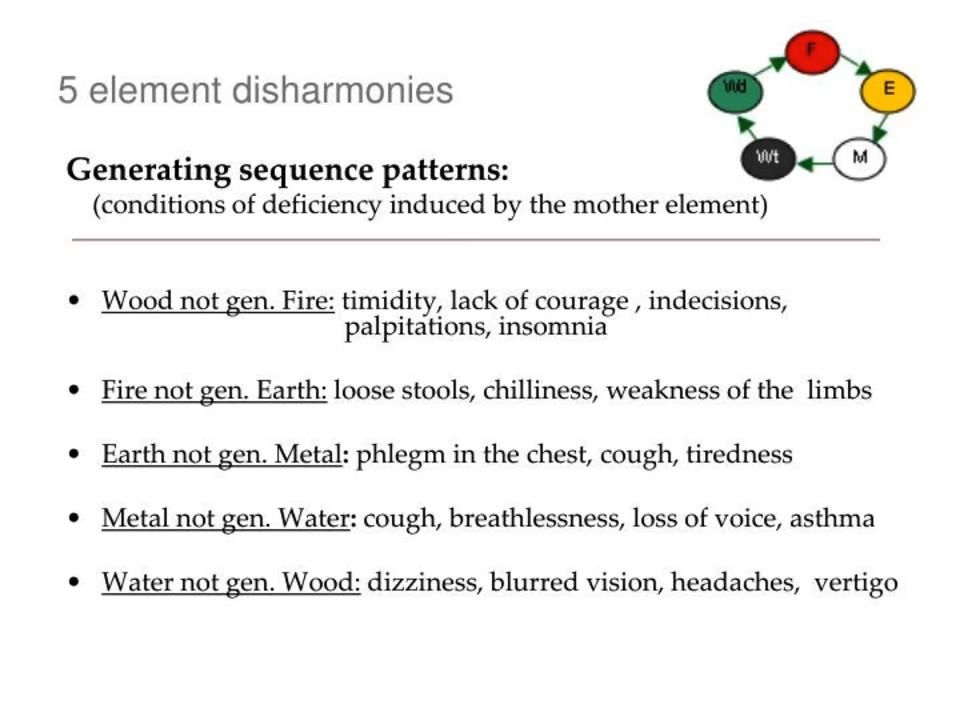 5 element disharmonies
F
Wd
E
Wt
M
Generating sequence patterns:
(conditions of deficiency induced by the mother element)
• Wood not gen. Fire: timidity, lack of courage , indecisions,
palpitations, insomnia
• Fire not gen. Earth: loose stools, chilliness, weakness of the limbs
• Earth not gen. Metal: phlegm in the chest, cough, tiredness
• Metal not gen. Water: cough, breathlessness, loss of voice, asthma
• Water not gen. Wood: dizziness, blurred vision, headaches, vertigo